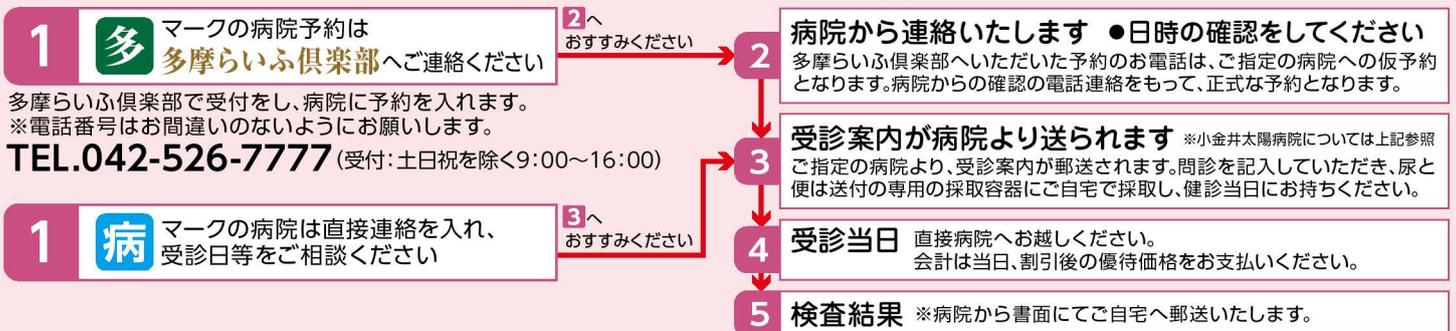 1
多
マークの病院予約は
多摩らいふ倶楽部へご連絡ください
2へ
おすすみください
多摩らいふ倶楽部で受付をし、病院に予約を入れます。
※電話番号はお間違いのないようにお願いします。
TEL.042-526-7777(受付:土日祝を除く9:00〜16:00)
1
病
マークの病院は直接連絡を入れ、
受診日等をご相談ください
3へ
おすすみください
2
病院から連絡いたします ●日時の確認をしてください
多摩らいふ倶楽部へいただいた予約のお電話は、ご指定の病院への仮予約
となります。病院からの確認の電話連絡をもって、正式な予約となります。
3
受診案内が病院より送られます ※小金井太陽病院については上記参照
ご指定の病院より、受診案内が郵送されます。問診を記入していただき、尿と
便は送付の専用の採取容器にご自宅で採取し、健診当日にお持ちください。
4
受診当日 直接病院へお越しください。
会計は当日、割引後の優待価格をお支払いください。
5
検査結果 ※病院から書面にてご自宅へ郵送いたします。